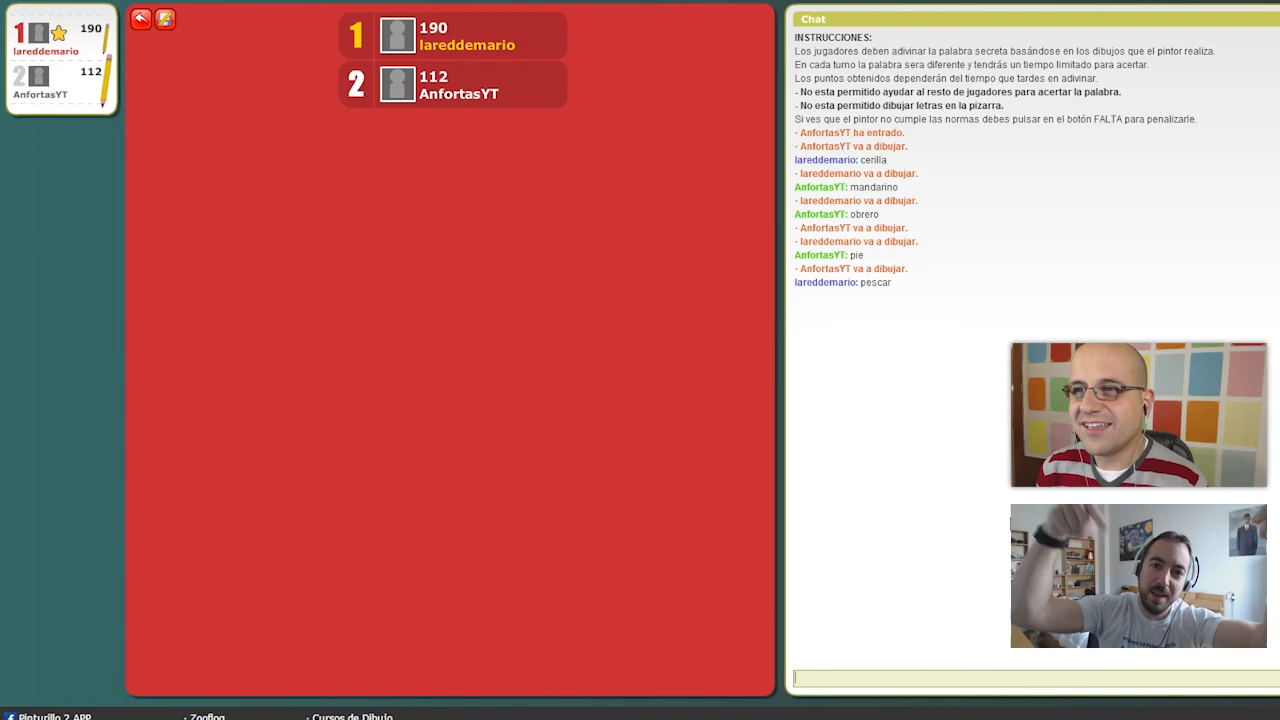 1 190
lareddemario
2 112
AnfortasYT
1 190
lareddemario
2 112
AnfortasYT
Chat
INSTRUCCIONES:
Los jugadores deben adivinar la palabra secreta basándose en los dibujos que el pintor realiza.
En cada turno la palabra sera diferente y tendrás un tiempo limitado para acertar.
Los puntos obtenidos dependerán del tiempo que tardes en adivinar.
- No esta permitido ayudar al resto de jugadores para acertar la palabra.
- No esta permitido dibujar letras en la pizarra.
Si ves que el pintor no cumple las normas debes pulsar en el botón FALTA para penalizarle.
· AnfortasYT ha entrado.
· AnfortasYT va a dibujar.
lareddemario: cerilla
· lareddemario va a dibujar.
AnfortasYT: mandarino
· lareddemario va a dibujar.
AnfortasYT: obrero
· AnfortasYT va a dibujar.
· lareddemario va a dibujar.
AnfortasYT: pie
· AnfortasYT va a dibujar.
lareddemario: pescar
Pinturillo 2 APP · Zooflog · Cursos de Dibujo